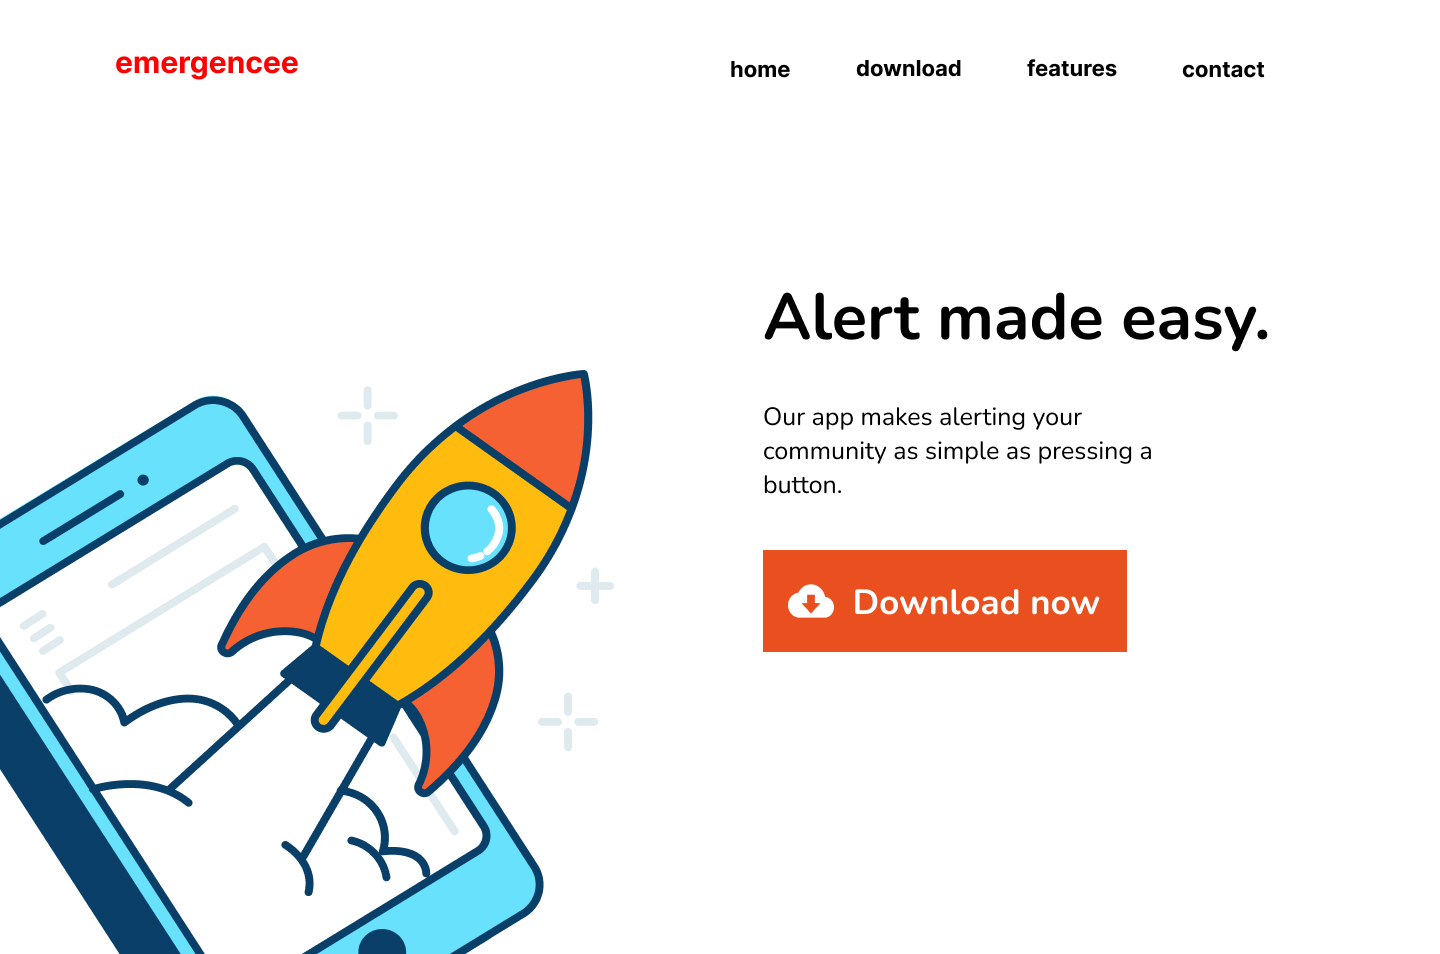 emergencee
home download features contact
Alert made easy.
Our app makes alerting your
community as simple as pressing a
button.
Download now